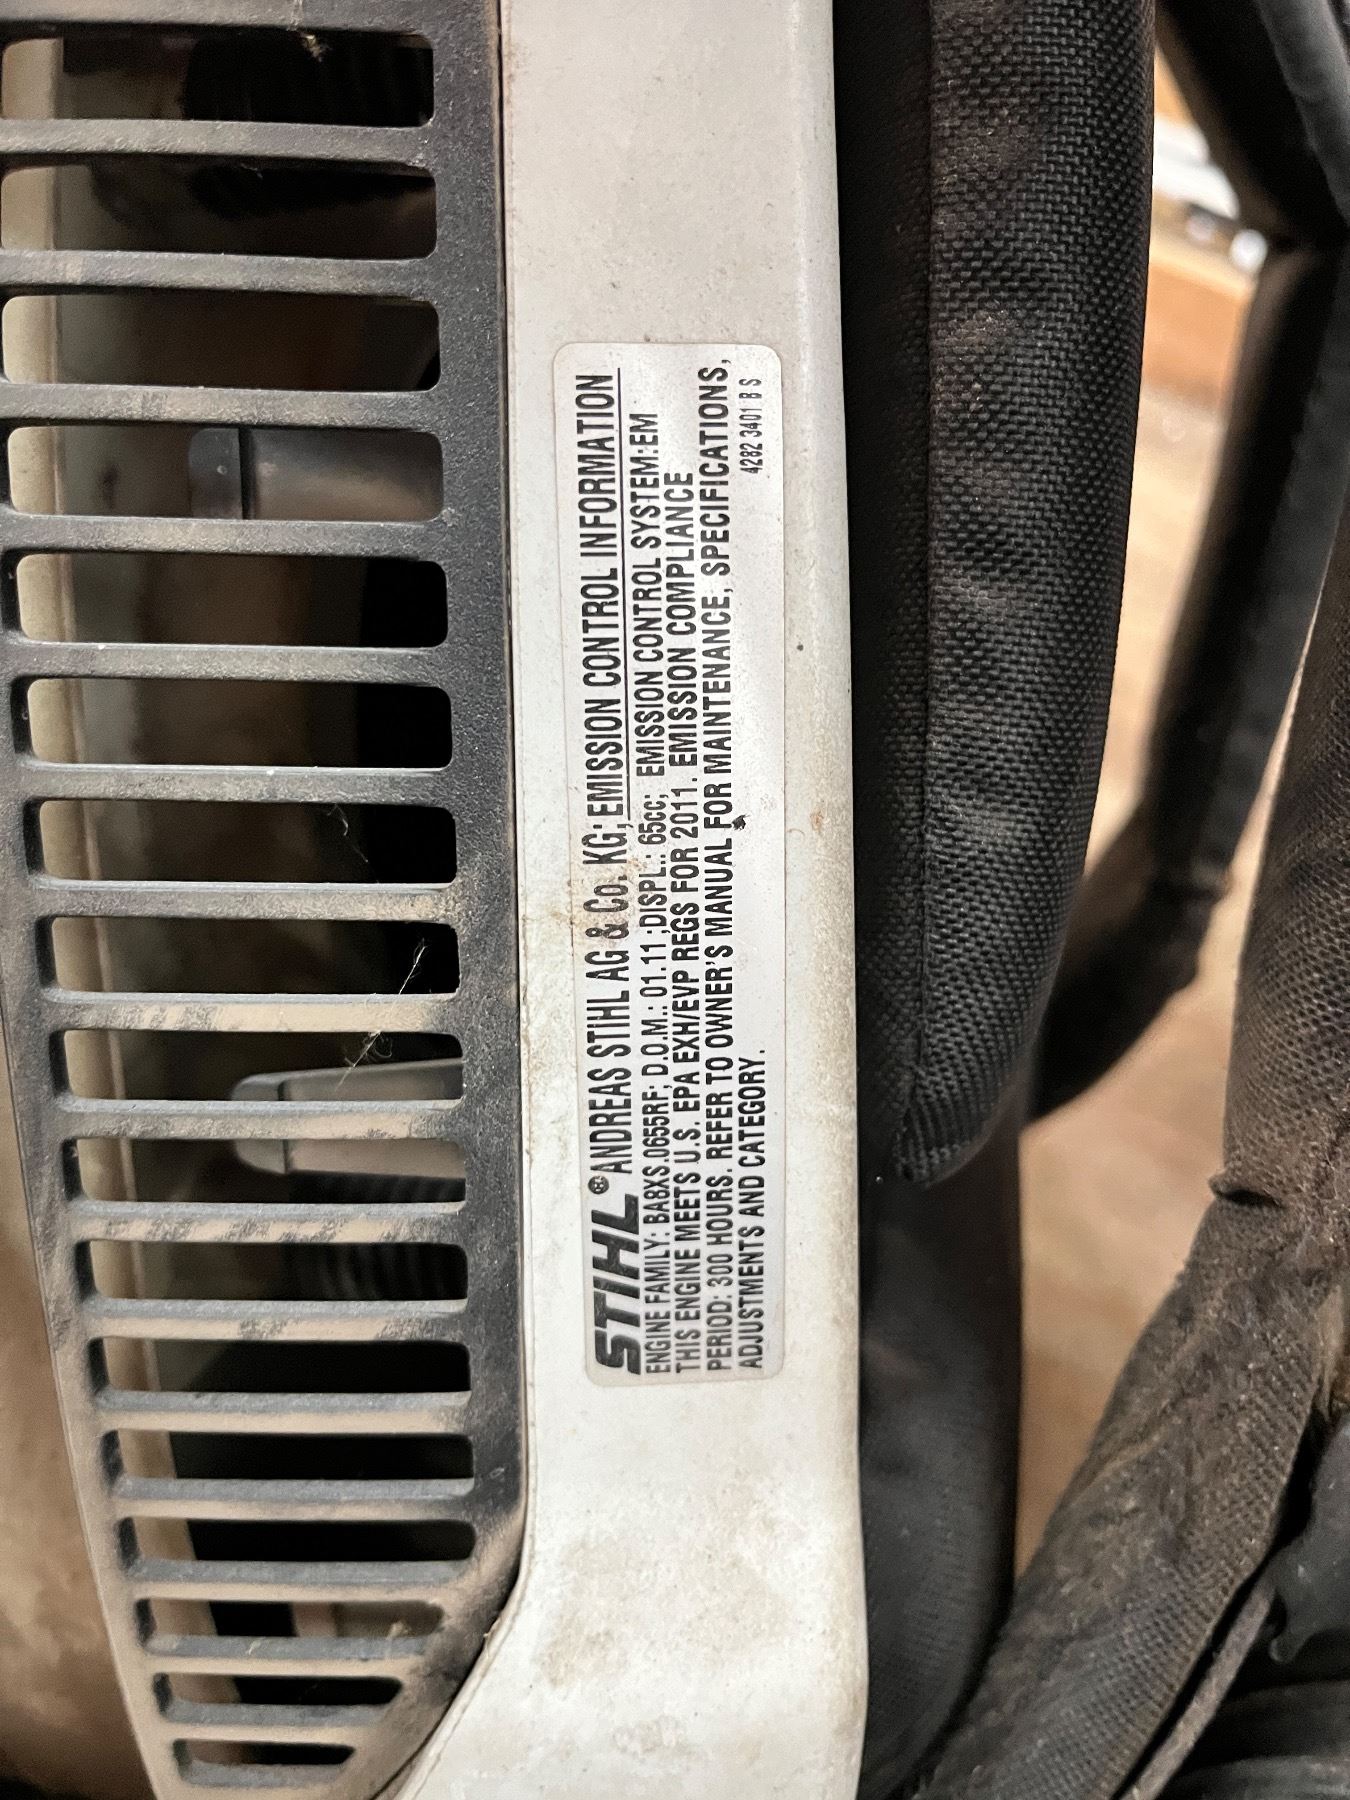 STIHL® ANDREAS STIHL AG & Co. KG; EMISSION CONTROL INFORMATION
ENGINE FAMILY: BA8XS.0655RF; D.O.M.: 01.11 ;DISPL.: 65cc; EMISSION CONTROL SYSTEM:EM
THIS ENGINE MEETS U.S. EPA EXH/EVP REGS FOR 2011. EMISSION COMPLIANCE
PERIOD: 300 HOURS. REFER TO OWNER'S MANUAL FOR MAINTENANCE, SPECIFICATIONS,
ADJUSTMENTS AND CATEGORY.
4282 3401 B S